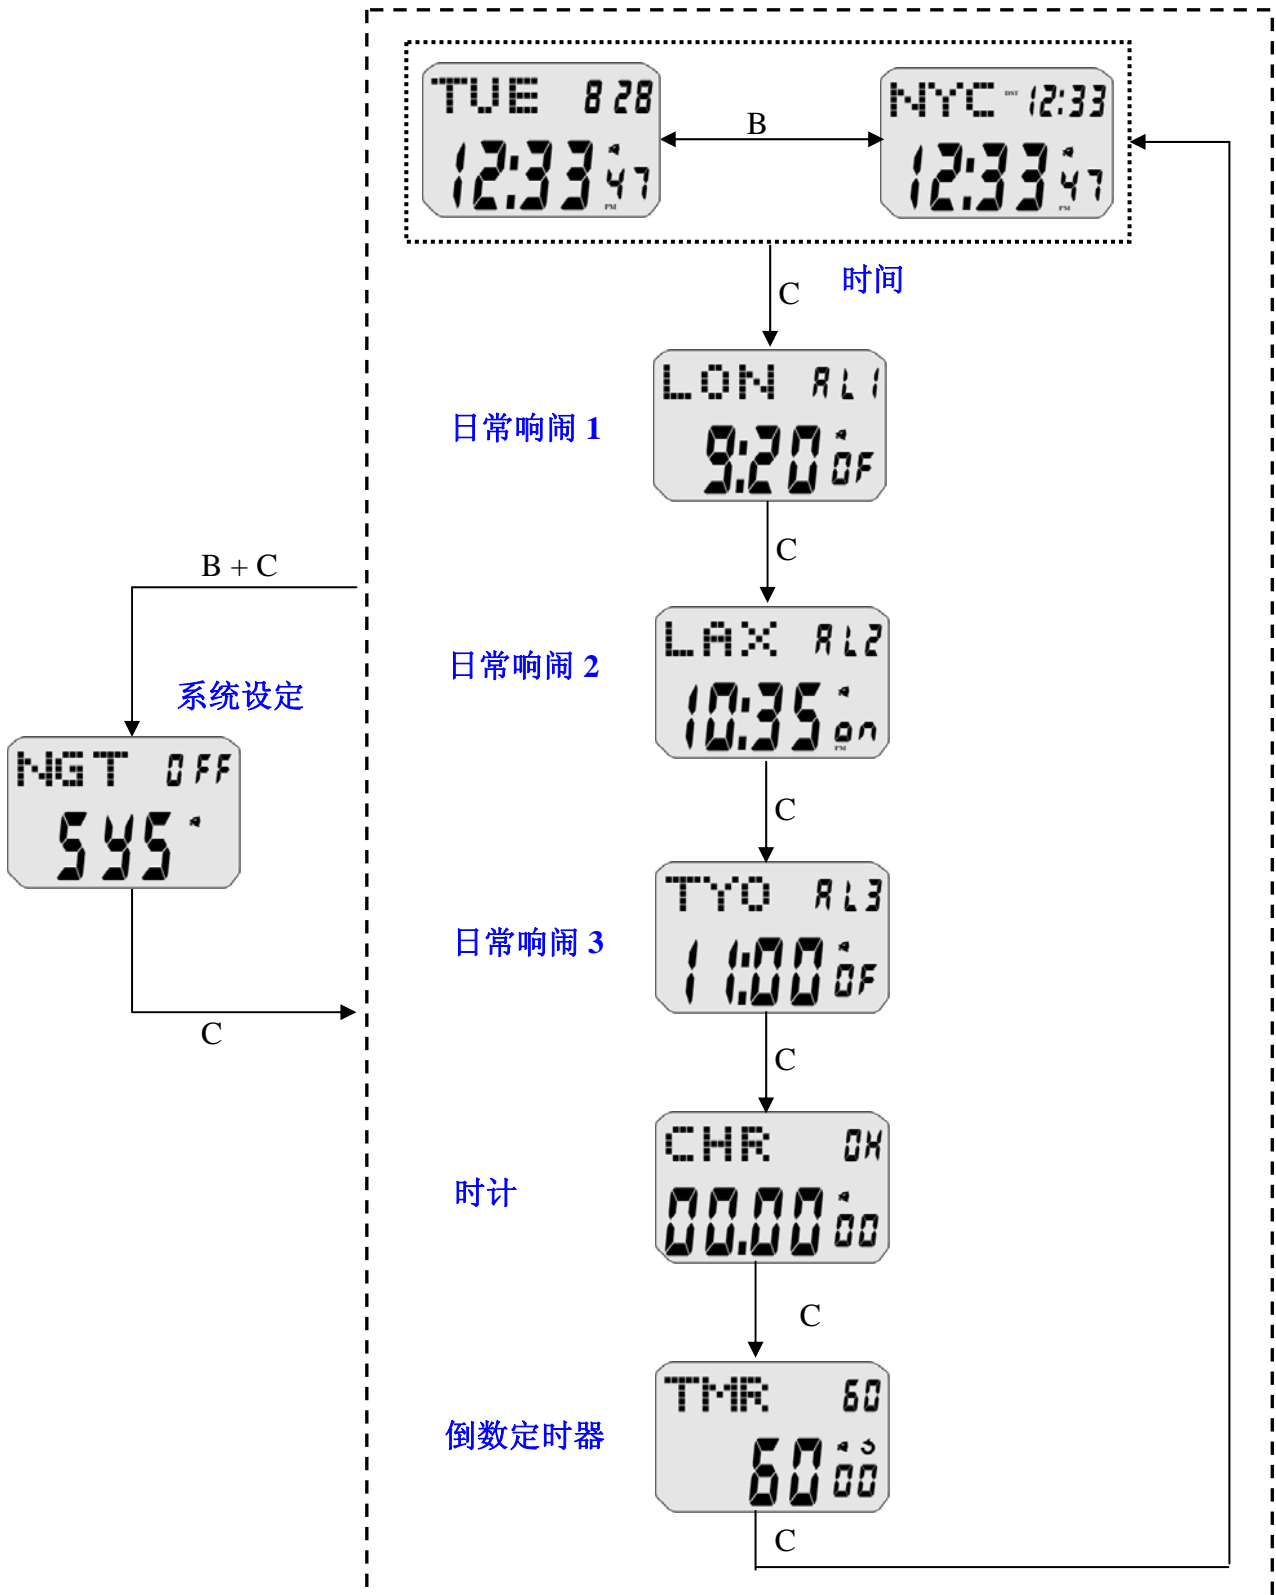 TUE 8 28
12:33 47
PM
B
NYC DST 12:33
12:33 47
PM
C
时间
LON AL1
日常响闹 1
9:20 OF
C
B + C
LAX AL2
日常响闹 2
10:35 on
PM
系统设定
NGT OFF
SYS
C
TYO AL3
日常响闹 3
11:00 OF
C
C
CHR 0H
时计
00.00 00
C
TMR 60
倒数定时器
60 00
C